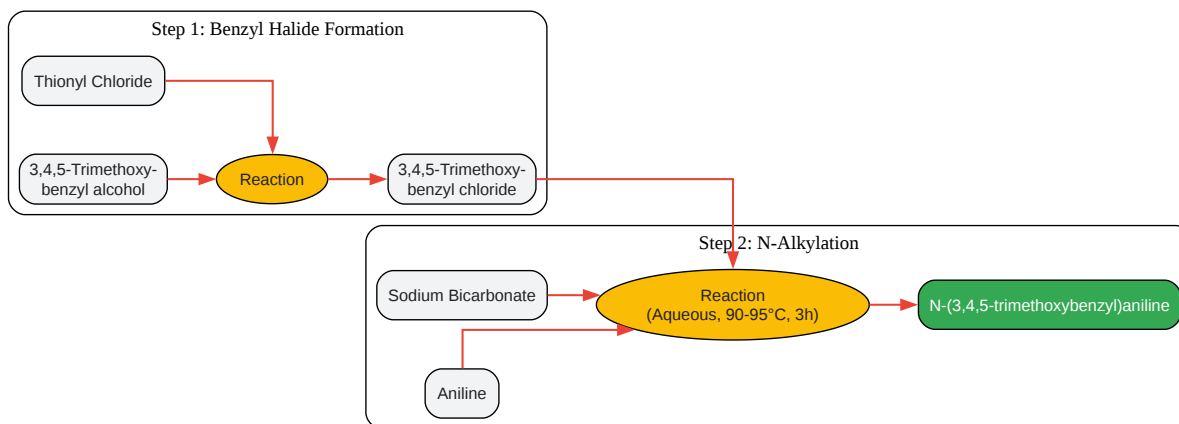 Step 1: Benzyl Halide Formation
Thionyl Chloride
3,4,5-Trimethoxy-
benzyl alcohol
Reaction
3,4,5-Trimethoxy-
benzyl chloride
Step 2: N-Alkylation
Sodium Bicarbonate
Reaction
(Aqueous, 90-95°C, 3h)
N-(3,4,5-trimethoxybenzyl)aniline
Aniline